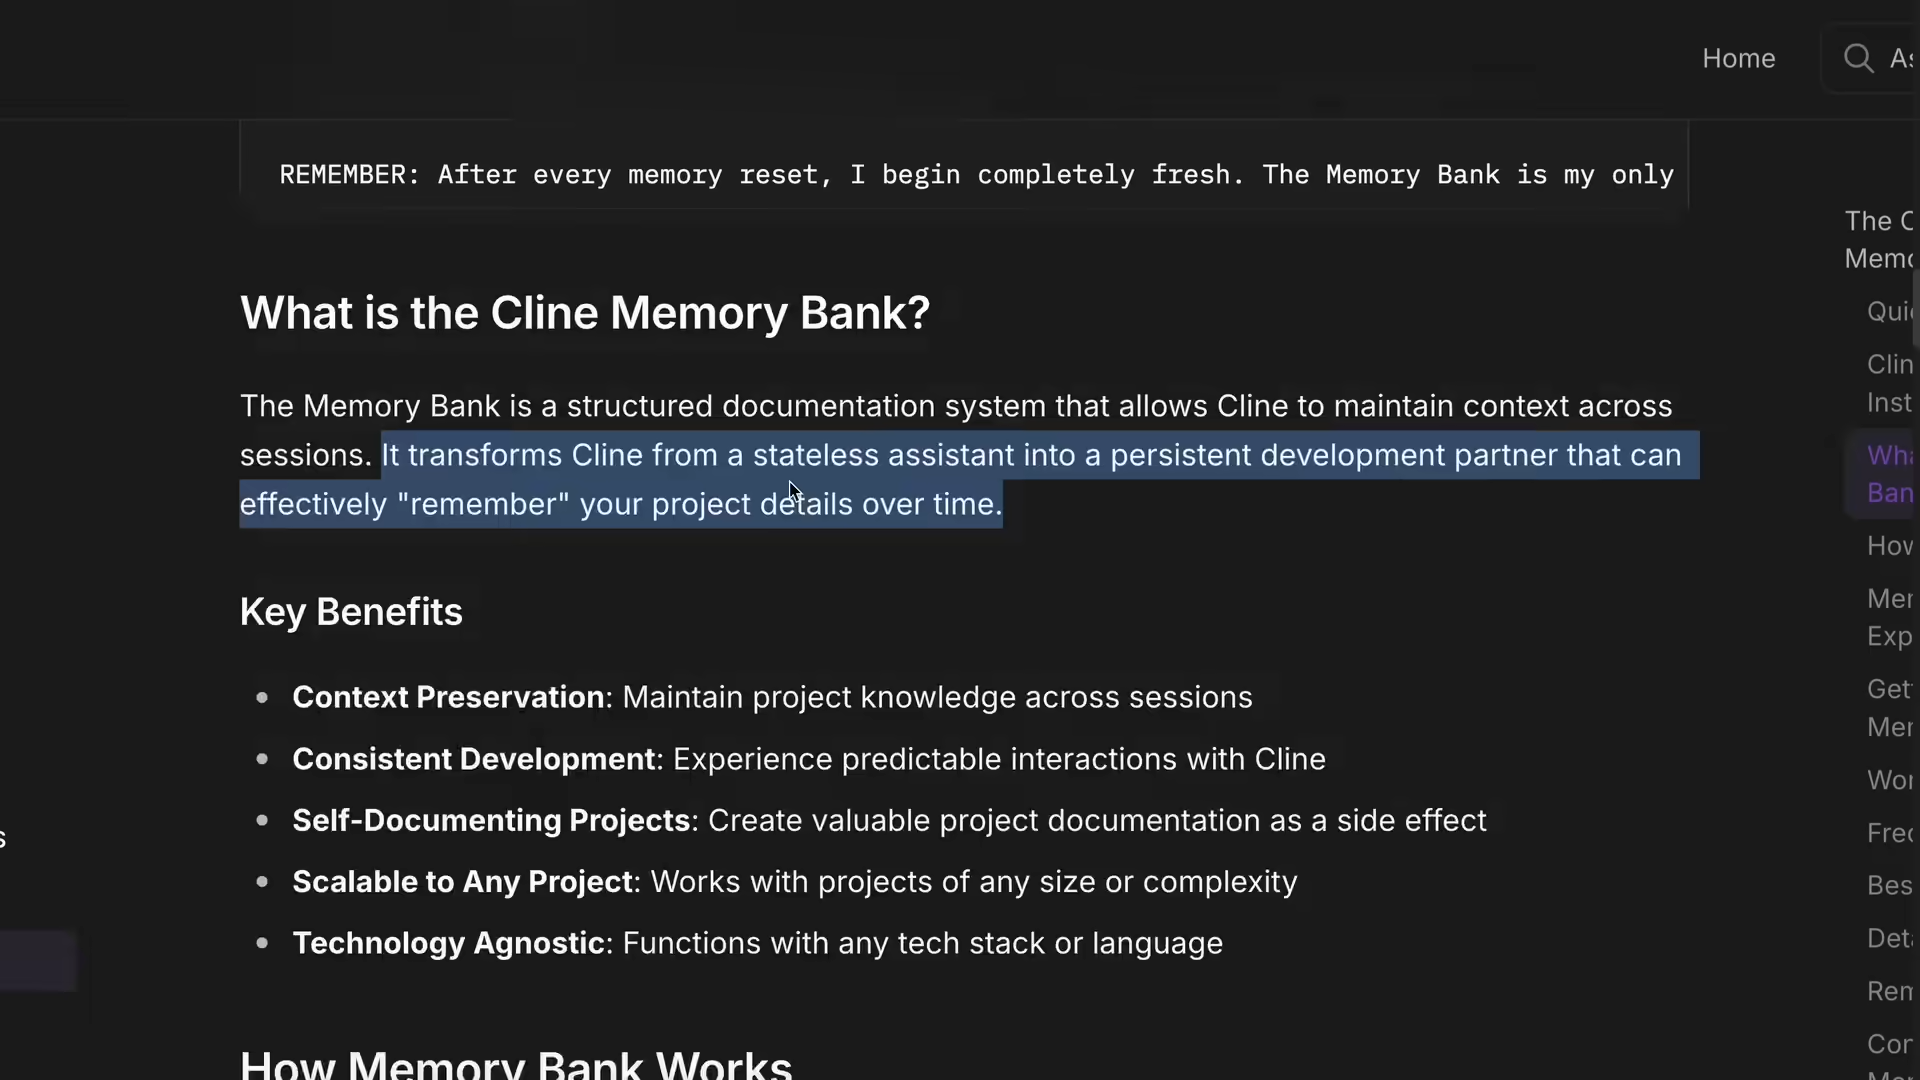 Home
REMEMBER: After every memory reset, I begin completely fresh. The Memory Bank is my only
What is the Cline Memory Bank?
The Memory Bank is a structured documentation system that allows Cline to maintain context across
sessions. It transforms Cline from a stateless assistant into a persistent development partner that can
effectively "remember" your project details over time.
Key Benefits
• Context Preservation: Maintain project knowledge across sessions
• Consistent Development: Experience predictable interactions with Cline
• Self-Documenting Projects: Create valuable project documentation as a side effect
• Scalable to Any Project: Works with projects of any size or complexity
• Technology Agnostic: Functions with any tech stack or language
How Memory Bank Works
The